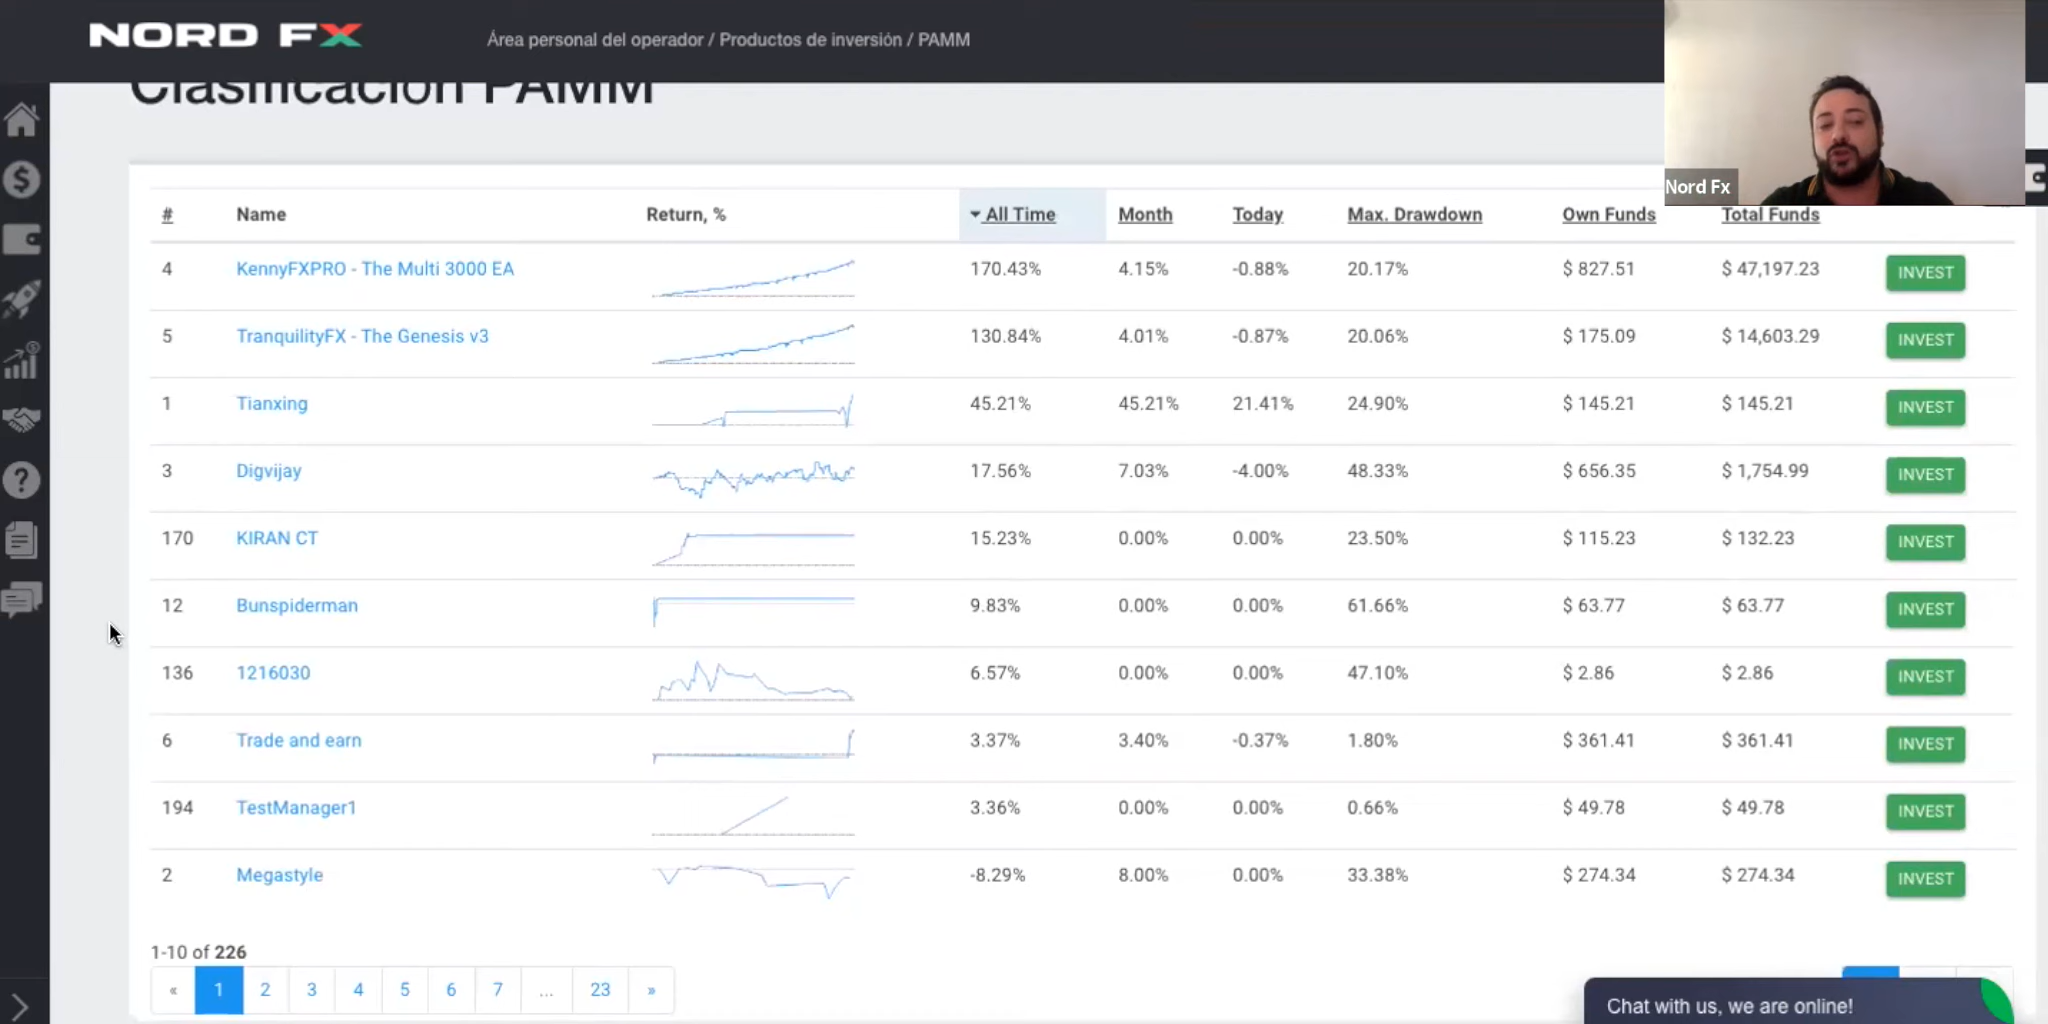 NORD FX
Área personal del operador / Productos de inversión / PAMM
Clasificación PAMM
Nord Fx
# Name Return, % All Time Month Today Max. Drawdown Own Funds Total Funds
4 KennyFXPRO - The Multi 3000 EA 170.43% 4.15% -0.88% 20.17% $ 827.51 $ 47,197.23 INVEST
5 TranquilityFX - The Genesis v3 130.84% 4.01% -0.87% 20.06% $ 175.09 $ 14,603.29 INVEST
1 Tianxing 45.21% 45.21% 21.41% 24.90% $ 145.21 $ 145.21 INVEST
3 Digvijay 17.56% 7.03% -4.00% 48.33% $ 656.35 $ 1,754.99 INVEST
170 KIRAN CT 15.23% 0.00% 0.00% 23.50% $ 115.23 $ 132.23 INVEST
12 Bunspiderman 9.83% 0.00% 0.00% 61.66% $ 63.77 $ 63.77 INVEST
136 1216030 6.57% 0.00% 0.00% 47.10% $ 2.86 $ 2.86 INVEST
6 Trade and earn 3.37% 3.40% -0.37% 1.80% $ 361.41 $ 361.41 INVEST
194 TestManager1 3.36% 0.00% 0.00% 0.66% $ 49.78 $ 49.78 INVEST
2 Megastyle -8.29% 8.00% 0.00% 33.38% $ 274.34 $ 274.34 INVEST
1-10 of 226
« 1 2 3 4 5 6 7 ... 23 »
Chat with us, we are online!